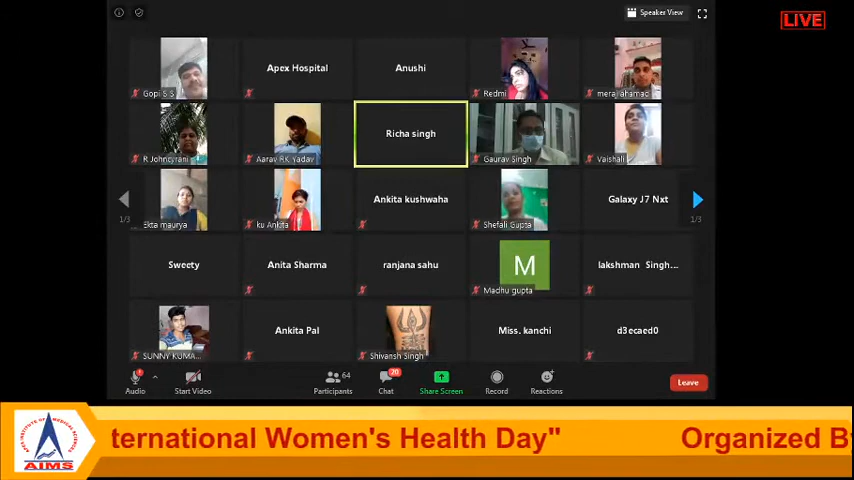 Speaker View
LIVE
Gopi S S
Apex Hospital
Anushi
Redmi
meraj ahamad
R Johncyrani
Aarav RK Yadav
Richa singh
Gaurav Singh
Vaishali
Ekta maurya
ku Ankita
Ankita kushwaha
Shefali Gupta
Galaxy J7 Nxt
1/3
1/3
Sweety
Anita Sharma
ranjana sahu
M
Madhu gupta
lakshman Singh...
SUNNY KUMA...
Ankita Pal
Shivansh Singh
Miss. kanchi
d3ecaed0
Audio
Start Video
64
Participants
20
Chat
Share Screen
Record
Reactions
Leave
AIMS
ternational Women's Health Day" Organized By